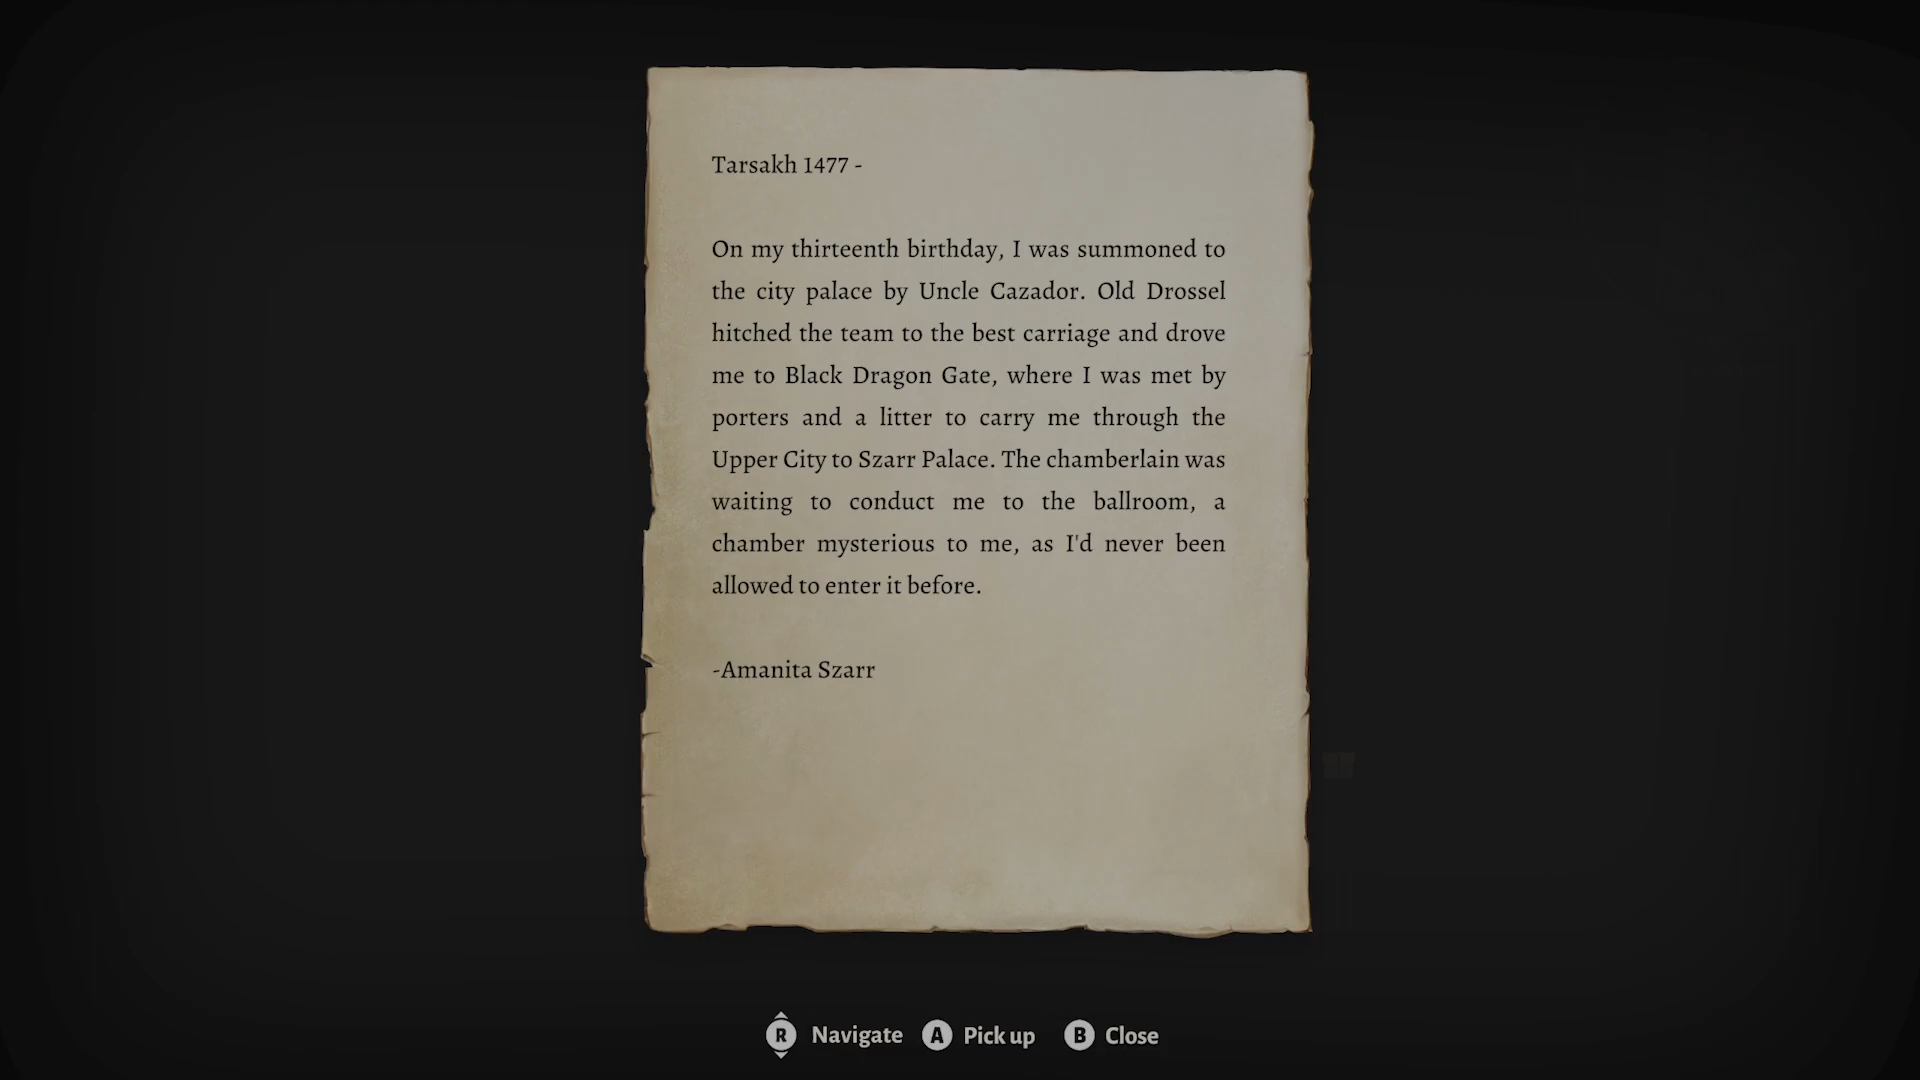 Tarsakh 1477 -
On my thirteenth birthday, I was summoned to
the city palace by Uncle Cazador. Old Drossel
hitched the team to the best carriage and drove
me to Black Dragon Gate, where I was met by
porters and a litter to carry me through the
Upper City to Szarr Palace. The chamberlain was
waiting to conduct me to the ballroom, a
chamber mysterious to me, as I'd never been
allowed to enter it before.
-Amanita Szarr
R Navigate A Pick up B Close